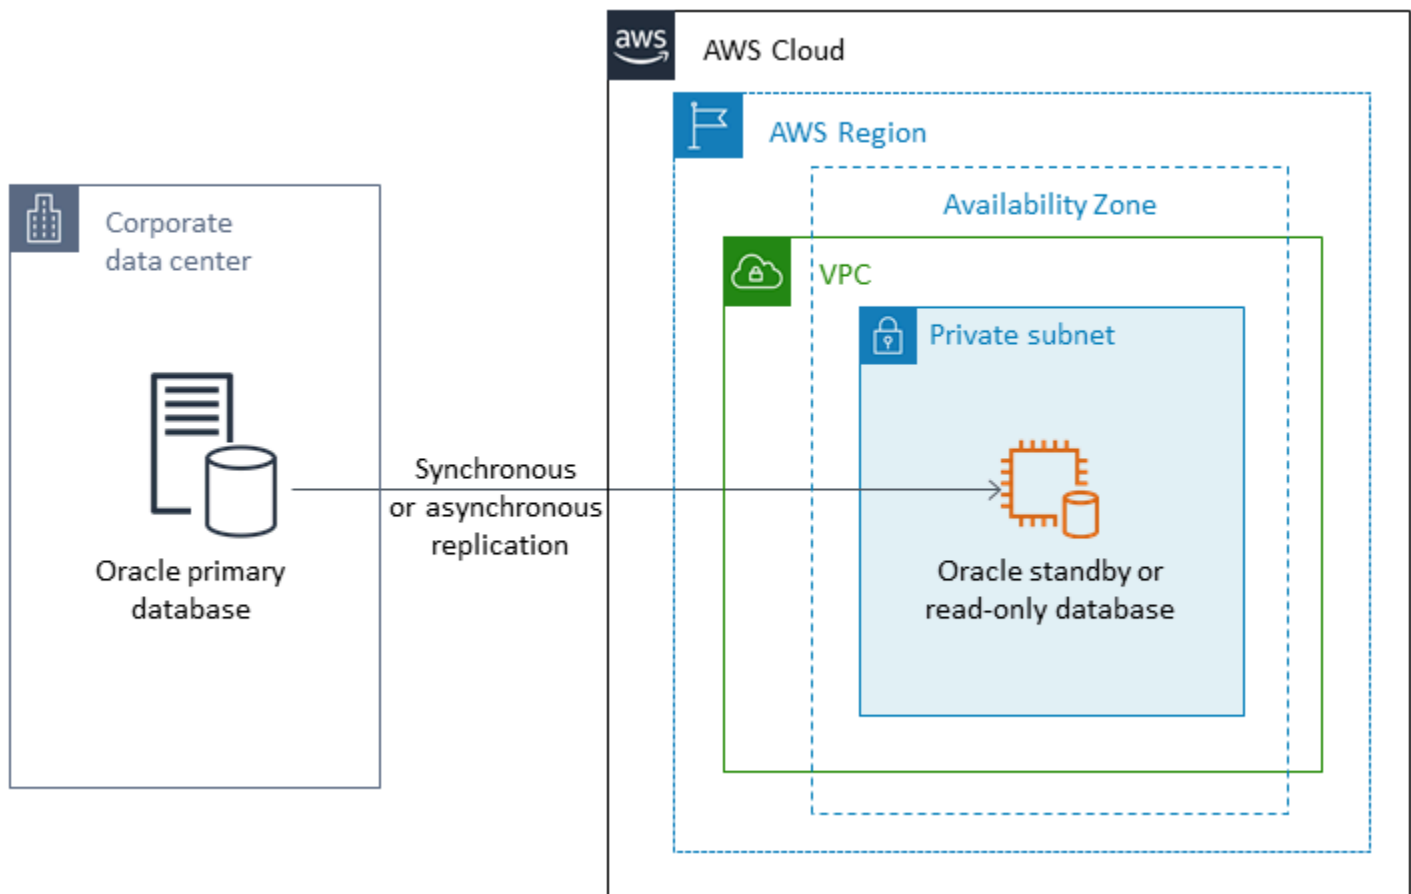 aws
AWS Cloud
AWS Region
Availability Zone
Corporate
data center
VPC
Private subnet
Synchronous
or asynchronous
replication
Oracle primary
database
Oracle standby or
read-only database